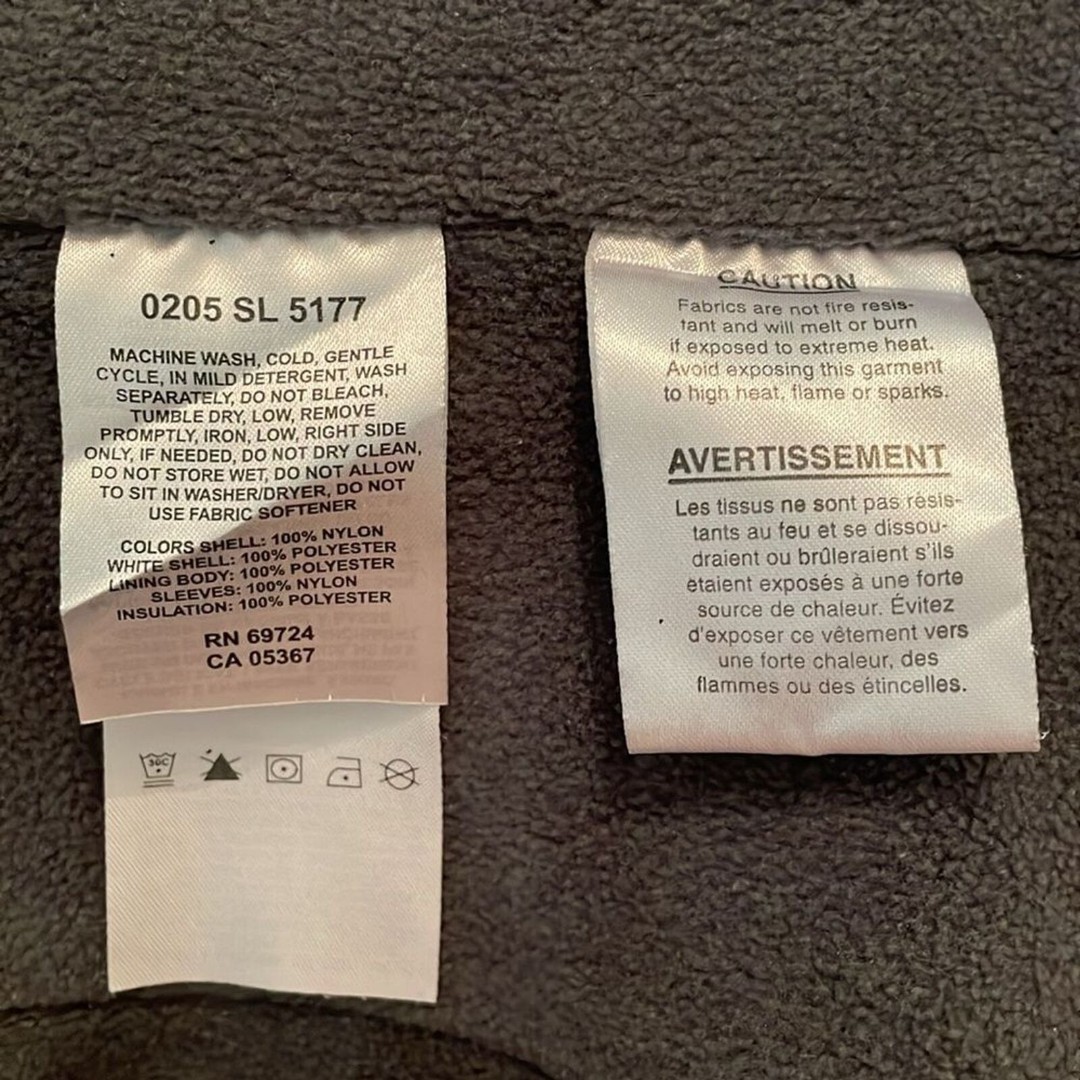 0205 SL 5177
MACHINE WASH, COLD, GENTLE
CYCLE, IN MILD DETERGENT, WASH
SEPARATELY, DO NOT BLEACH,
TUMBLE DRY, LOW, REMOVE
PROMPTLY, IRON, LOW, RIGHT SIDE
ONLY, IF NEEDED, DO NOT DRY CLEAN,
DO NOT STORE WET, DO NOT ALLOW
TO SIT IN WASHER/DRYER, DO NOT
USE FABRIC SOFTENER
COLORS SHELL: 100% NYLON
WHITE SHELL: 100% POLYESTER
LINING BODY: 100% POLYESTER
SLEEVES: 100% NYLON
INSULATION: 100% POLYESTER
RN 69724
CA 05367
30C
CAUTION
Fabrics are not fire resis-
tant and will melt or burn
if exposed to extreme heat.
Avoid exposing this garment
to high heat, flame or sparks.
AVERTISSEMENT
Les tissus ne sont pas résis-
tants au feu et se dissou-
draient ou brûleraient s'ils
étaient exposés à une forte
source de chaleur. Évitez
d'exposer ce vêtement vers
une forte chaleur, des
flammes ou des étincelles.